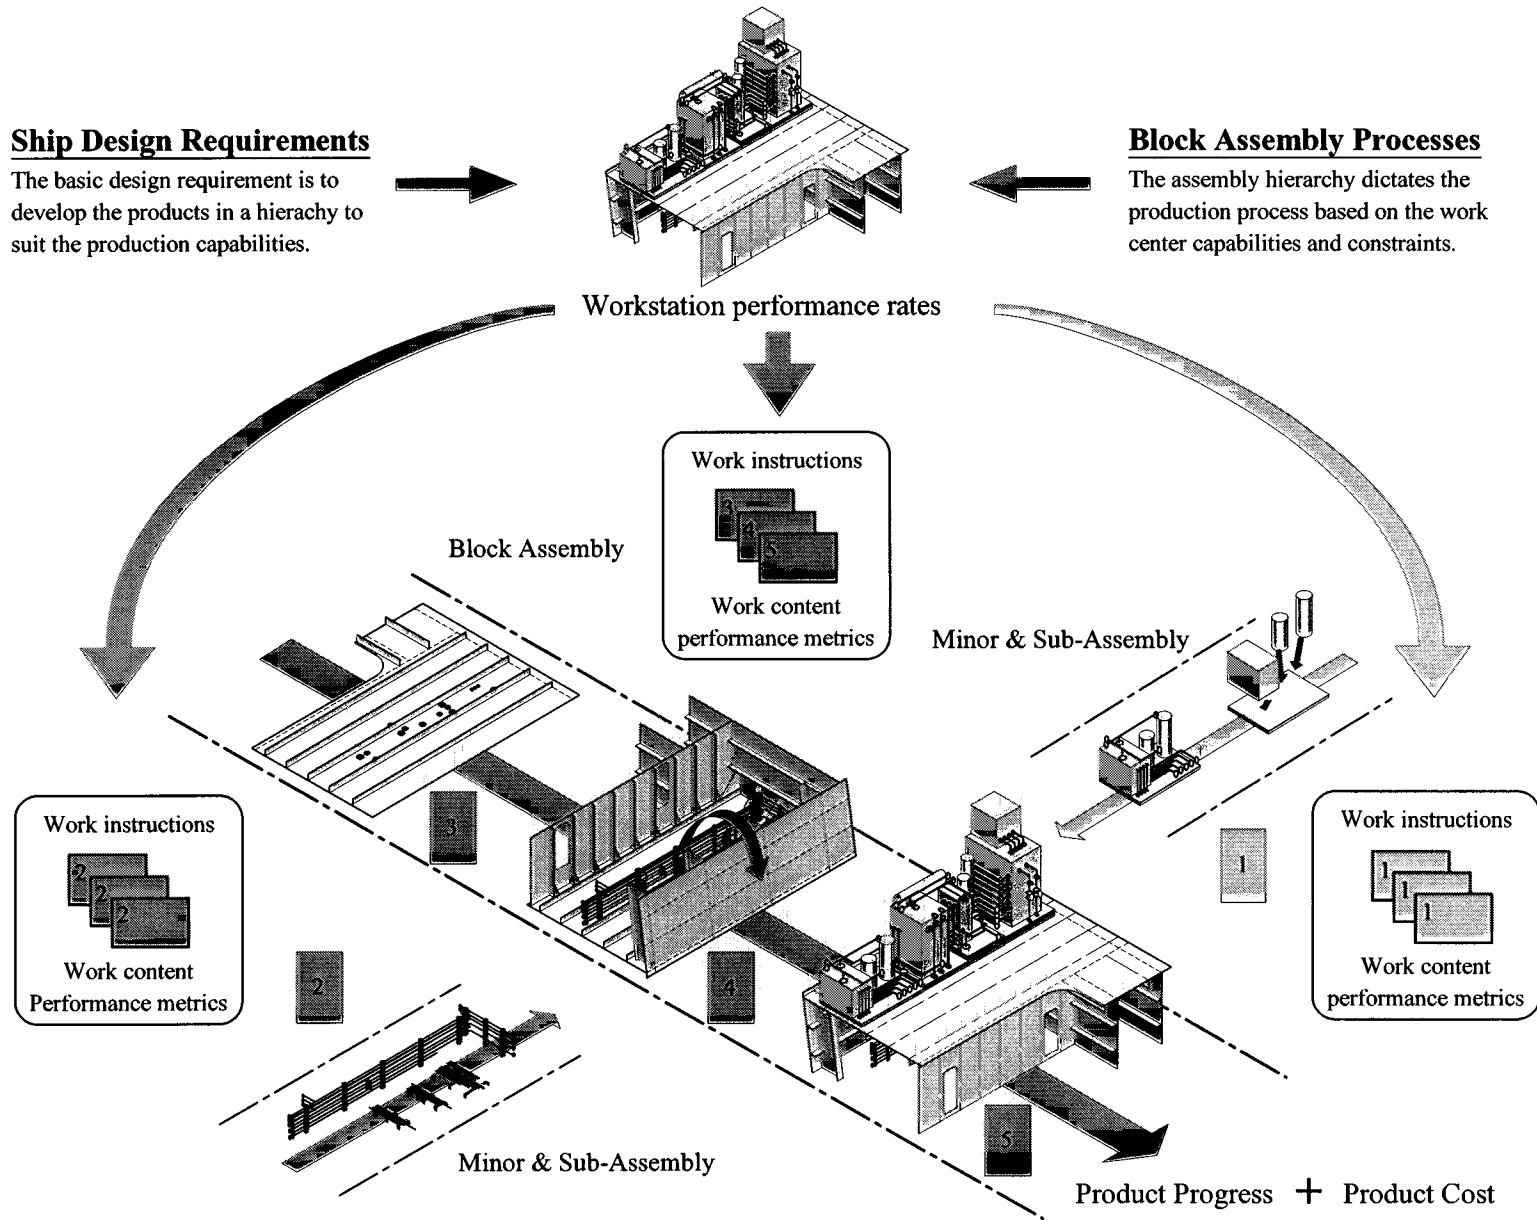 Ship Design Requirements
The basic design requirement is to
develop the products in a hierachy to
suit the production capabilities.
Block Assembly Processes
The assembly hierarchy dictates the
production process based on the work
center capabilities and constraints.
Workstation performance rates
Work instructions
3
4
5
Work content
performance metrics
Block Assembly
Minor & Sub-Assembly
3
1
Work instructions
2
2
2
Work content
Performance metrics
Work instructions
1
1
1
Work content
performance metrics
2
4
5
Minor & Sub-Assembly
Product Progress + Product Cost